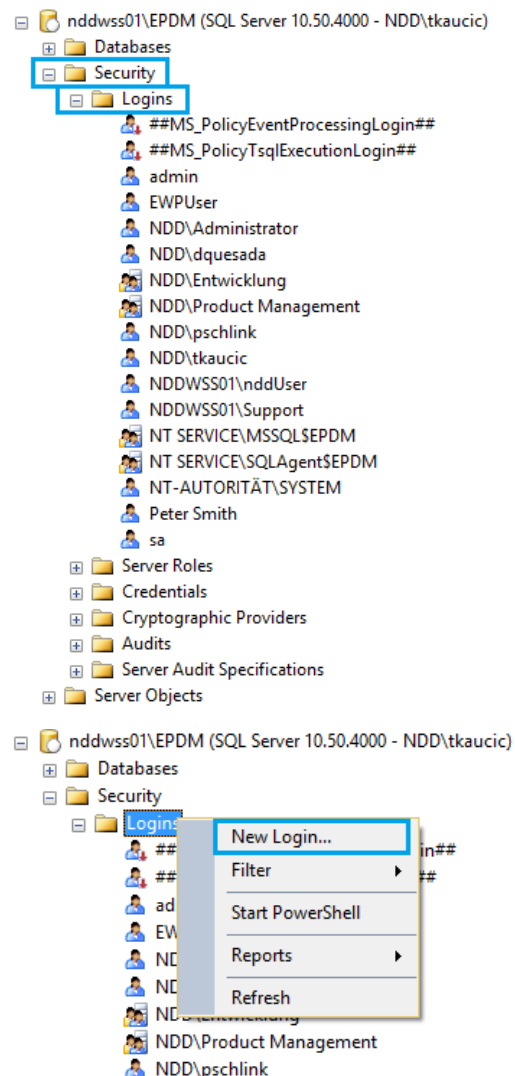 nddwss01\EPDM (SQL Server 10.50.4000 - NDD\tkaucic)
Databases
Security
Logins
##MS_PolicyEventProcessingLogin##
##MS_PolicyTsqlExecutionLogin##
admin
EWPUser
NDD\Administrator
NDD\dquesada
NDD\Entwicklung
NDD\Product Management
NDD\pschlink
NDD\tkaucic
NDDWSS01\nddUser
NDDWSS01\Support
NT SERVICE\MSSQL$EPDM
NT SERVICE\SQLAgent$EPDM
NT-AUTORITÄT\SYSTEM
Peter Smith
sa
Server Roles
Credentials
Cryptographic Providers
Audits
Server Audit Specifications
Server Objects
nddwss01\EPDM (SQL Server 10.50.4000 - NDD\tkaucic)
Databases
Security
Logins
New Login...
Filter
Start PowerShell
Reports
Refresh
##
in##
##
##
ad
EW
NDD\Product Management
NDD\pschlink